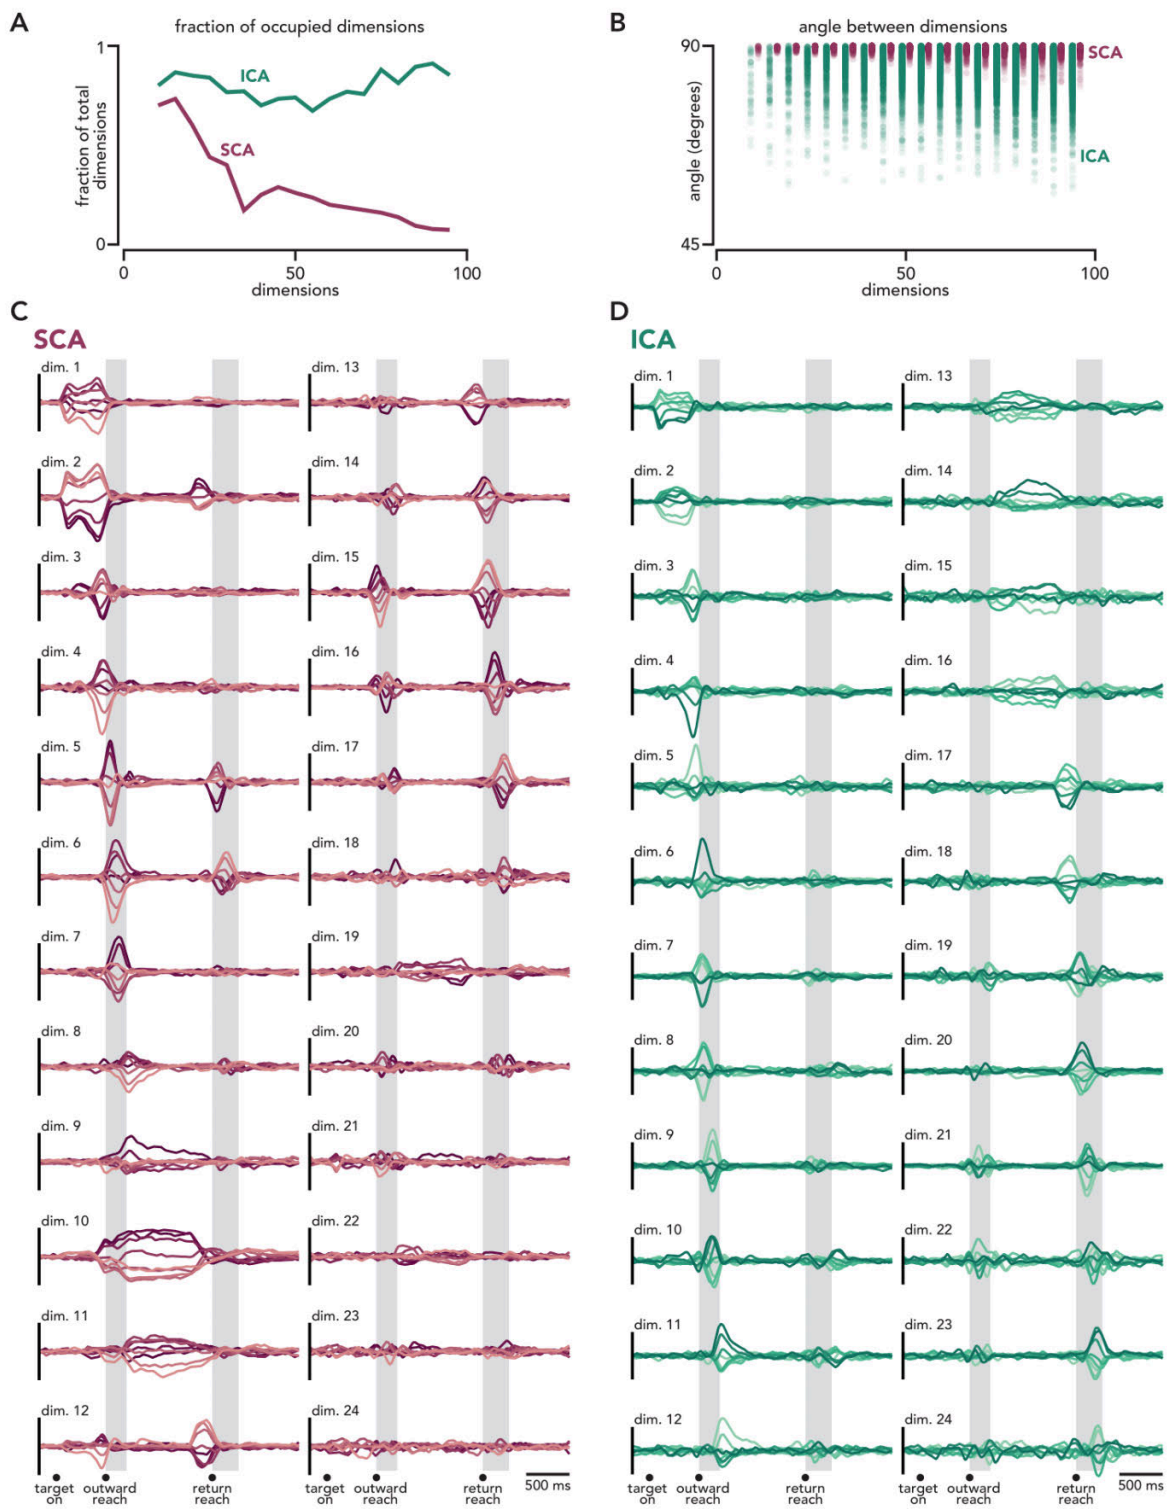 A
fraction of occupied dimensions
1
0
fraction of total
dimensions
ICA
SCA
0
50
100
dimensions
B
angle between dimensions
90
45
angle (degrees)
SCA
ICA
0
50
100
dimensions
C
SCA
dim. 1
dim. 2
dim. 3
dim. 4
dim. 5
dim. 6
dim. 7
dim. 8
dim. 9
dim. 10
dim. 11
dim. 12
target
on
outward
reach
return
reach
dim. 13
dim. 14
dim. 15
dim. 16
dim. 17
dim. 18
dim. 19
dim. 20
dim. 21
dim. 22
dim. 23
dim. 24
target
on
outward
reach
return
reach
500 ms
D
ICA
dim. 1
dim. 2
dim. 3
dim. 4
dim. 5
dim. 6
dim. 7
dim. 8
dim. 9
dim. 10
dim. 11
dim. 12
target
on
outward
reach
return
reach
dim. 13
dim. 14
dim. 15
dim. 16
dim. 17
dim. 18
dim. 19
dim. 20
dim. 21
dim. 22
dim. 23
dim. 24
target
on
outward
reach
return
reach
500 ms